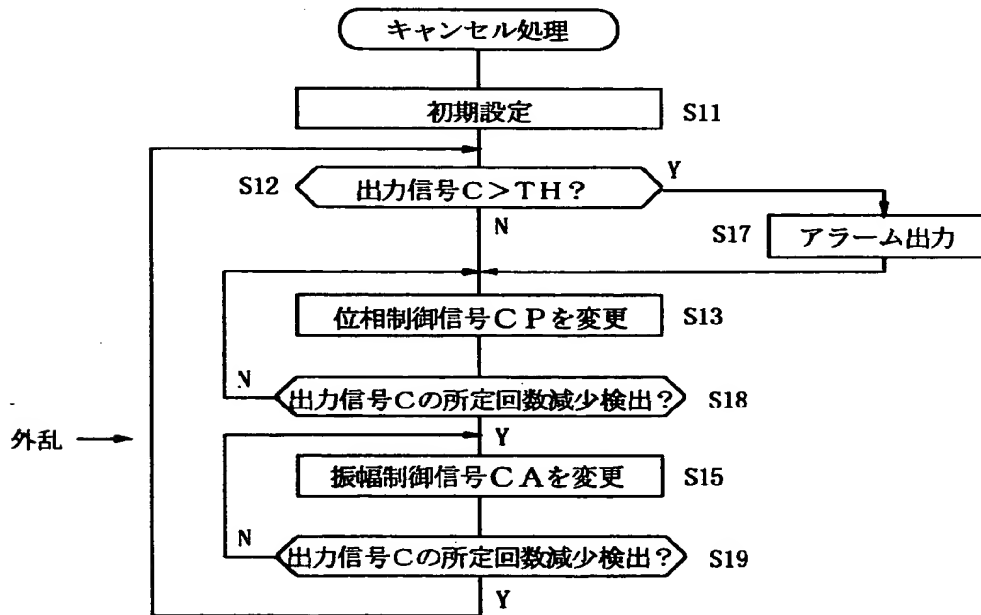 キャンセル処理
初期設定 S11
S12 出力信号C>TH? Y
N
S17 アラーム出力
位相制御信号CPを変更 S13
N
出力信号Cの所定回数減少検出? S18
Y
外乱
振幅制御信号CAを変更 S15
N
出力信号Cの所定回数減少検出? S19
Y